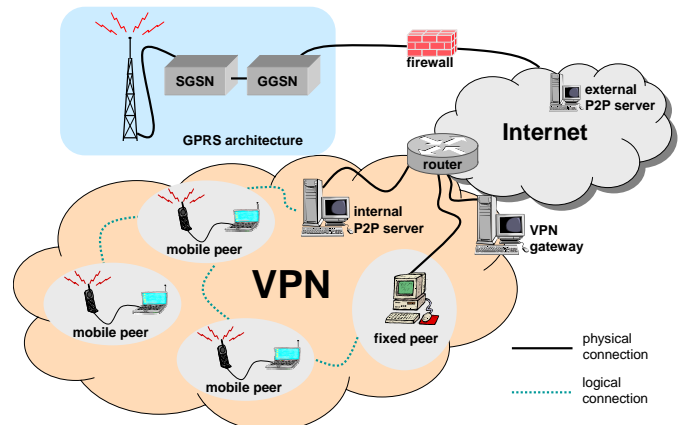 SGSN
GGSN
firewall
GPRS architecture
external
P2P server
Internet
router
internal
P2P server
VPN
gateway
mobile peer
VPN
mobile peer
fixed peer
mobile peer
physical
connection
logical
connection